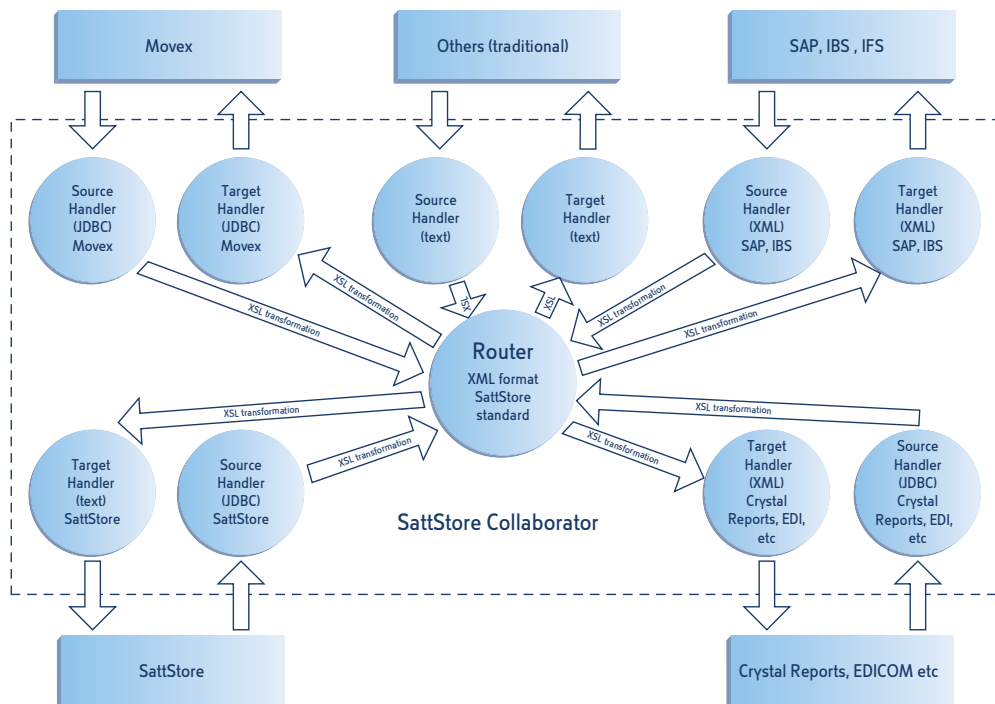 Movex
Others (traditional)
SAP, IBS , IFS
Source
Handler
(JDBC)
Movex
Target
Handler
(JDBC)
Movex
Source
Handler
(text)
Target
Handler
(text)
Source
Handler
(XML)
SAP, IBS
Target
Handler
(XML)
SAP, IBS
XSL transformation
XSL transformation
XSL
XSL
XSL transformation
XSL transformation
Router
XML format
SattStore
standard
XSL transformation
XSL transformation
XSL transformation
XSL transformation
Target
Handler
(text)
SattStore
Source
Handler
(JDBC)
SattStore
SattStore Collaborator
Target
Handler
(XML)
Crystal
Reports, EDI,
etc
Source
Handler
(JDBC)
Crystal
Reports, EDI,
etc
SattStore
Crystal Reports, EDICOM etc